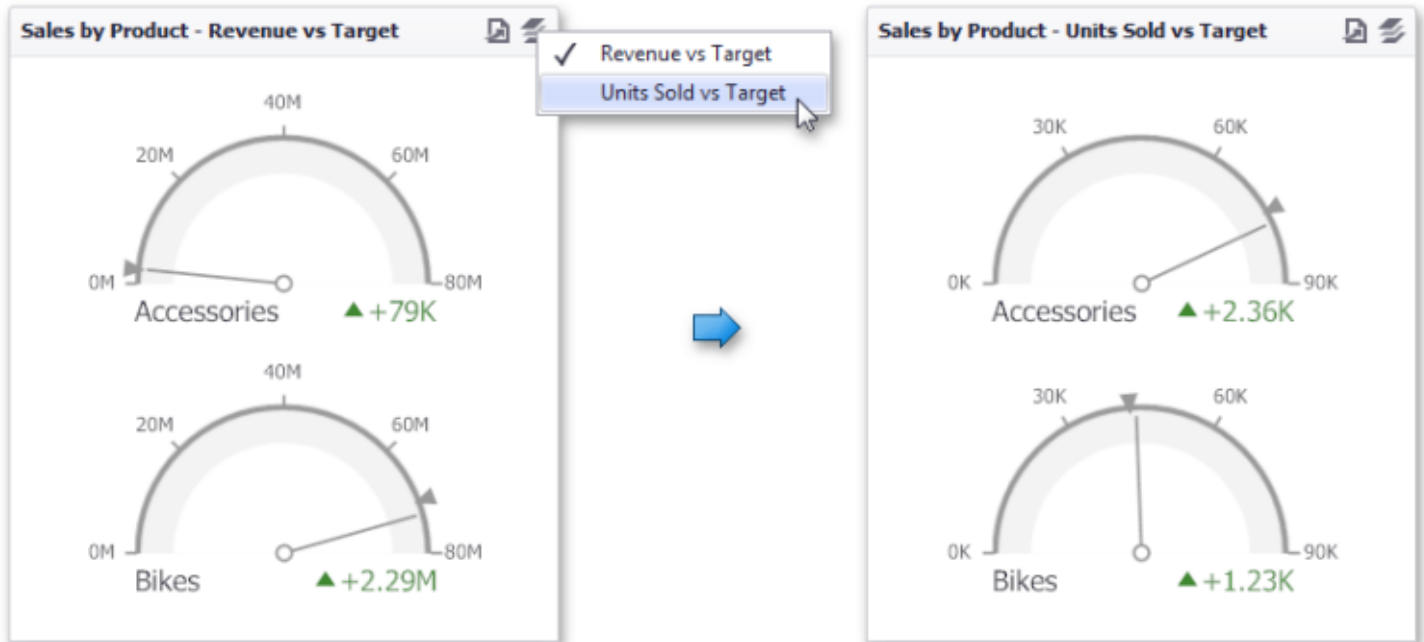 Sales by Product - Revenue vs Target
Revenue vs Target
Units Sold vs Target
40M
20M
60M
0M
80M
Accessories
+79K
40M
20M
60M
0M
80M
Bikes
+2.29M
Sales by Product - Units Sold vs Target
30K
60K
0K
90K
Accessories
+2.36K
30K
60K
0K
90K
Bikes
+1.23K